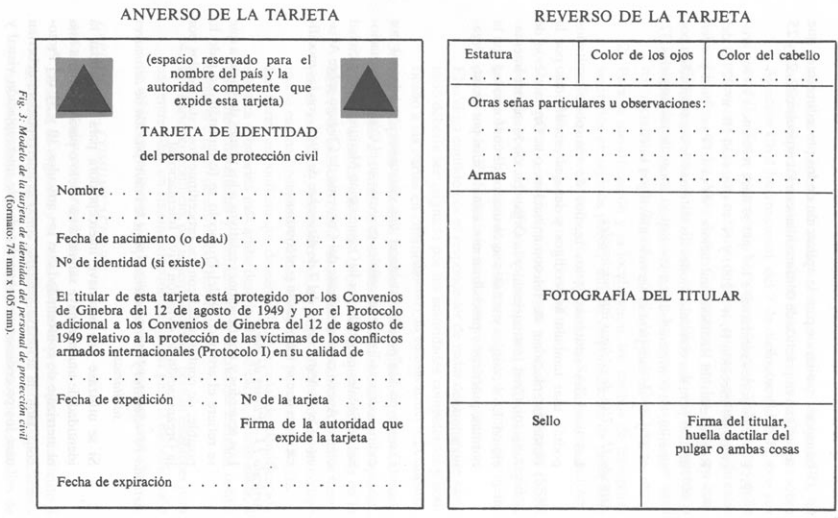 ANVERSO DE LA TARJETA
(espacio reservado para el
nombre del país y la
autoridad competente que
expide esta tarjeta)
TARJETA DE IDENTIDAD
del personal de protección civil
Nombre . . . . . . . . . . . . . . . . . . . . . .
. . . . . . . . . . . . . . . . . . . . . . . . . .
Fecha de nacimiento (o edad) . . . . . . . . . . .
Nº de identidad (si existe) . . . . . . . . . . . . .
El titular de esta tarjeta está protegido por los Convenios
de Ginebra del 12 de agosto de 1949 y por el Protocolo
adicional a los Convenios de Ginebra del 12 de agosto de
1949 relativo a la protección de las víctimas de los conflictos
armados internacionales (Protocolo I) en su calidad de
. . . . . . . . . . . . . . . . . . . . . . . . . .
Fecha de expedición . . . Nº de la tarjeta . . . . .
Firma de la autoridad que
expide la tarjeta
Fecha de expiración . . . . . . . . . . . . . . . .
Fig. 3: Modelo de la tarjeta de identidad del personal de protección civil
(formato: 74 mm x 105 mm).
REVERSO DE LA TARJETA
Estatura Color de los ojos Color del cabello
. . . . . . . . . . . . . . . . . . . . . . . . . .
Otras señas particulares u observaciones:
. . . . . . . . . . . . . . . . . . . . . . . . . .
. . . . . . . . . . . . . . . . . . . . . . . . . .
Armas . . . . . . . . . . . . . . . . . . . . . . .
FOTOGRAFÍA DEL TITULAR
Sello
Firma del titular,
huella dactilar del
pulgar o ambas cosas